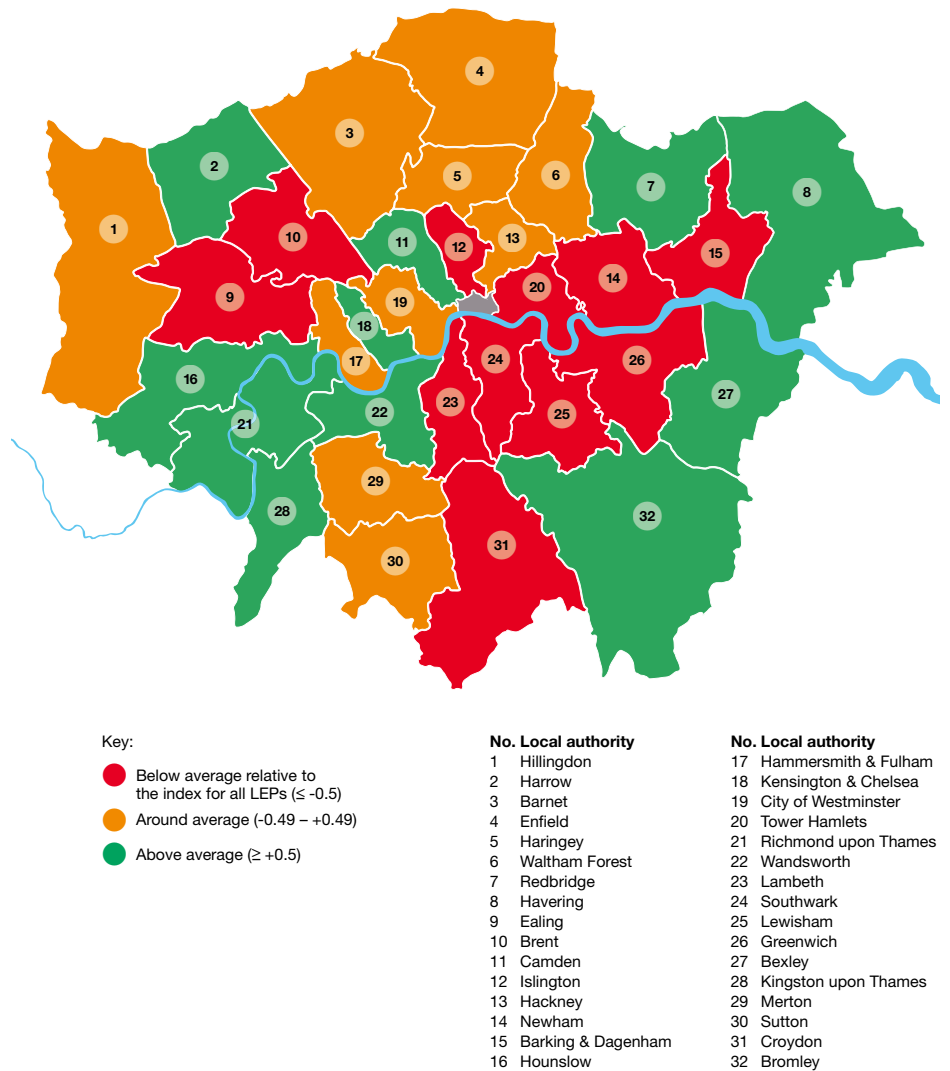 4
3
2
5
6
7
8
1
10
11
12
13
15
14
9
20
19
18
17
24
26
16
23
25
27
22
21
29
28
32
31
30
Key:
Below average relative to
the index for all LEPs (≤ -0.5)
Around average (-0.49 – +0.49)
Above average (≥ +0.5)
No. Local authority
1 Hillingdon
2 Harrow
3 Barnet
4 Enfield
5 Haringey
6 Waltham Forest
7 Redbridge
8 Havering
9 Ealing
10 Brent
11 Camden
12 Islington
13 Hackney
14 Newham
15 Barking & Dagenham
16 Hounslow
No. Local authority
17 Hammersmith & Fulham
18 Kensington & Chelsea
19 City of Westminster
20 Tower Hamlets
21 Richmond upon Thames
22 Wandsworth
23 Lambeth
24 Southwark
25 Lewisham
26 Greenwich
27 Bexley
28 Kingston upon Thames
29 Merton
30 Sutton
31 Croydon
32 Bromley